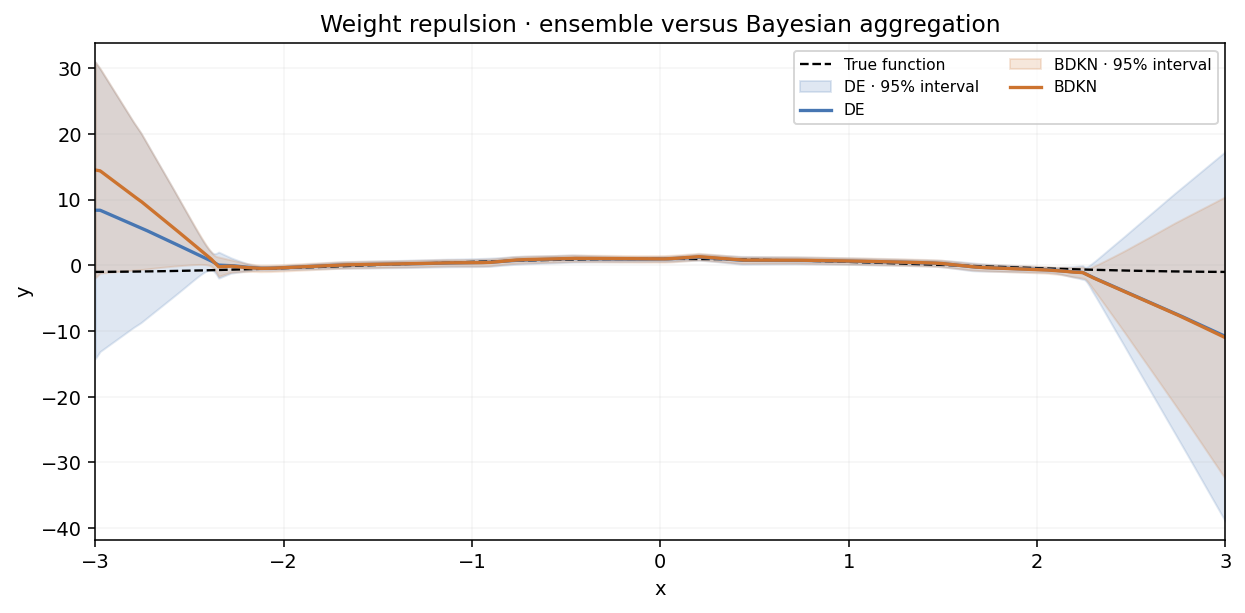 Weight repulsion · ensemble versus Bayesian aggregation
True function
DE · 95% interval
DE
BDKN · 95% interval
BDKN
30
20
10
0
−10
−20
−30
−40
y
−3
−2
−1
0
1
2
3
x